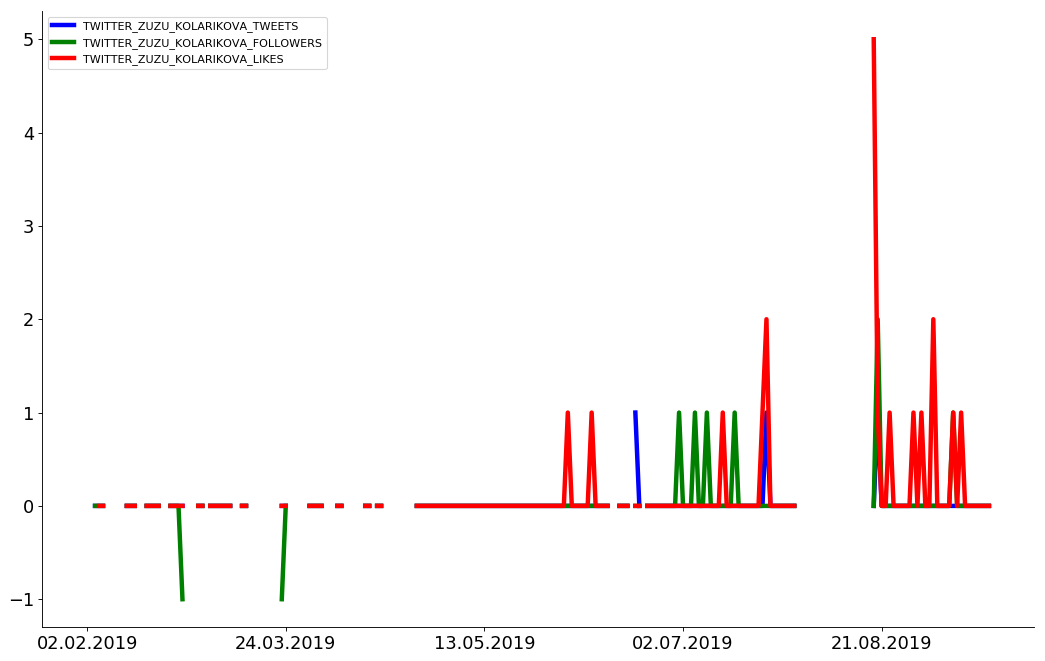 TWITTER_ZUZU_KOLARIKOVA_TWEETS
TWITTER_ZUZU_KOLARIKOVA_FOLLOWERS
TWITTER_ZUZU_KOLARIKOVA_LIKES
5
4
3
2
1
0
−1
02.02.2019 24.03.2019 13.05.2019 02.07.2019 21.08.2019